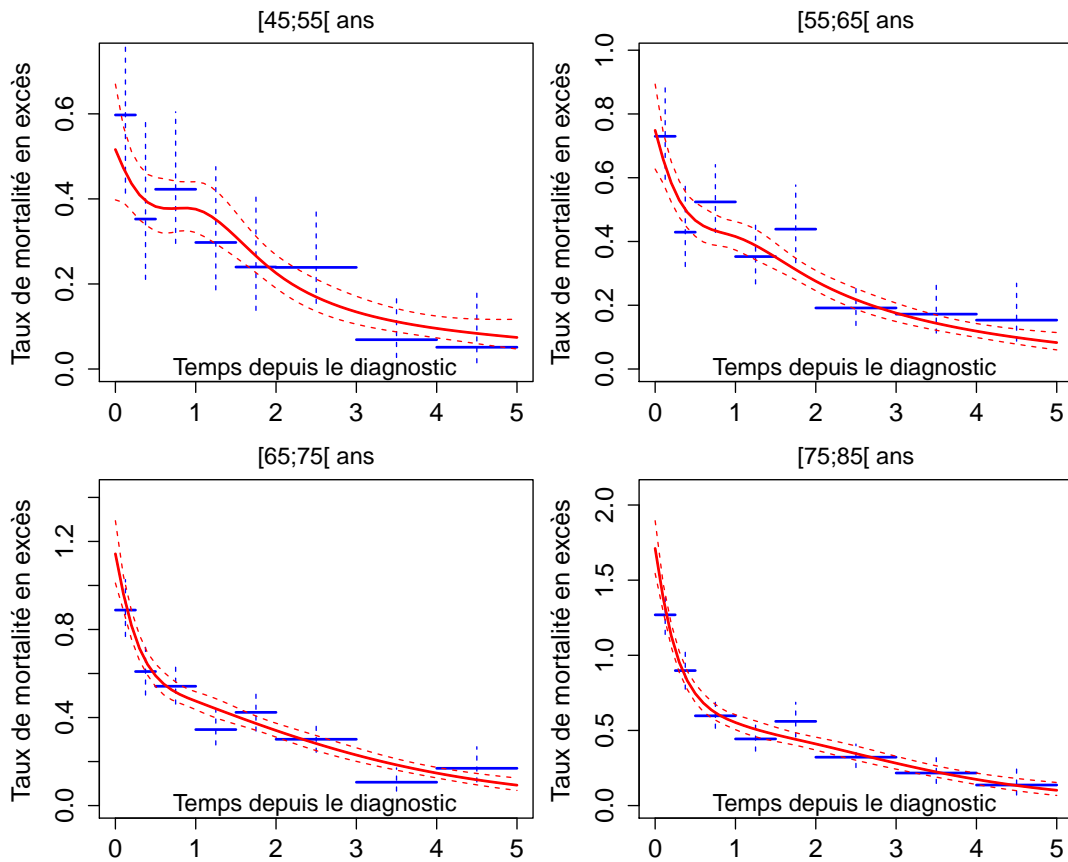 [45;55[ ans
Taux de mortalité en excès
0.0 0.2 0.4 0.6
Temps depuis le diagnostic
0 1 2 3 4 5
[55;65[ ans
Taux de mortalité en excès
0.0 0.2 0.4 0.6 0.8 1.0
Temps depuis le diagnostic
0 1 2 3 4 5
[65;75[ ans
Taux de mortalité en excès
0.0 0.4 0.8 1.2
Temps depuis le diagnostic
0 1 2 3 4 5
[75;85[ ans
Taux de mortalité en excès
0.0 0.5 1.0 1.5 2.0
Temps depuis le diagnostic
0 1 2 3 4 5